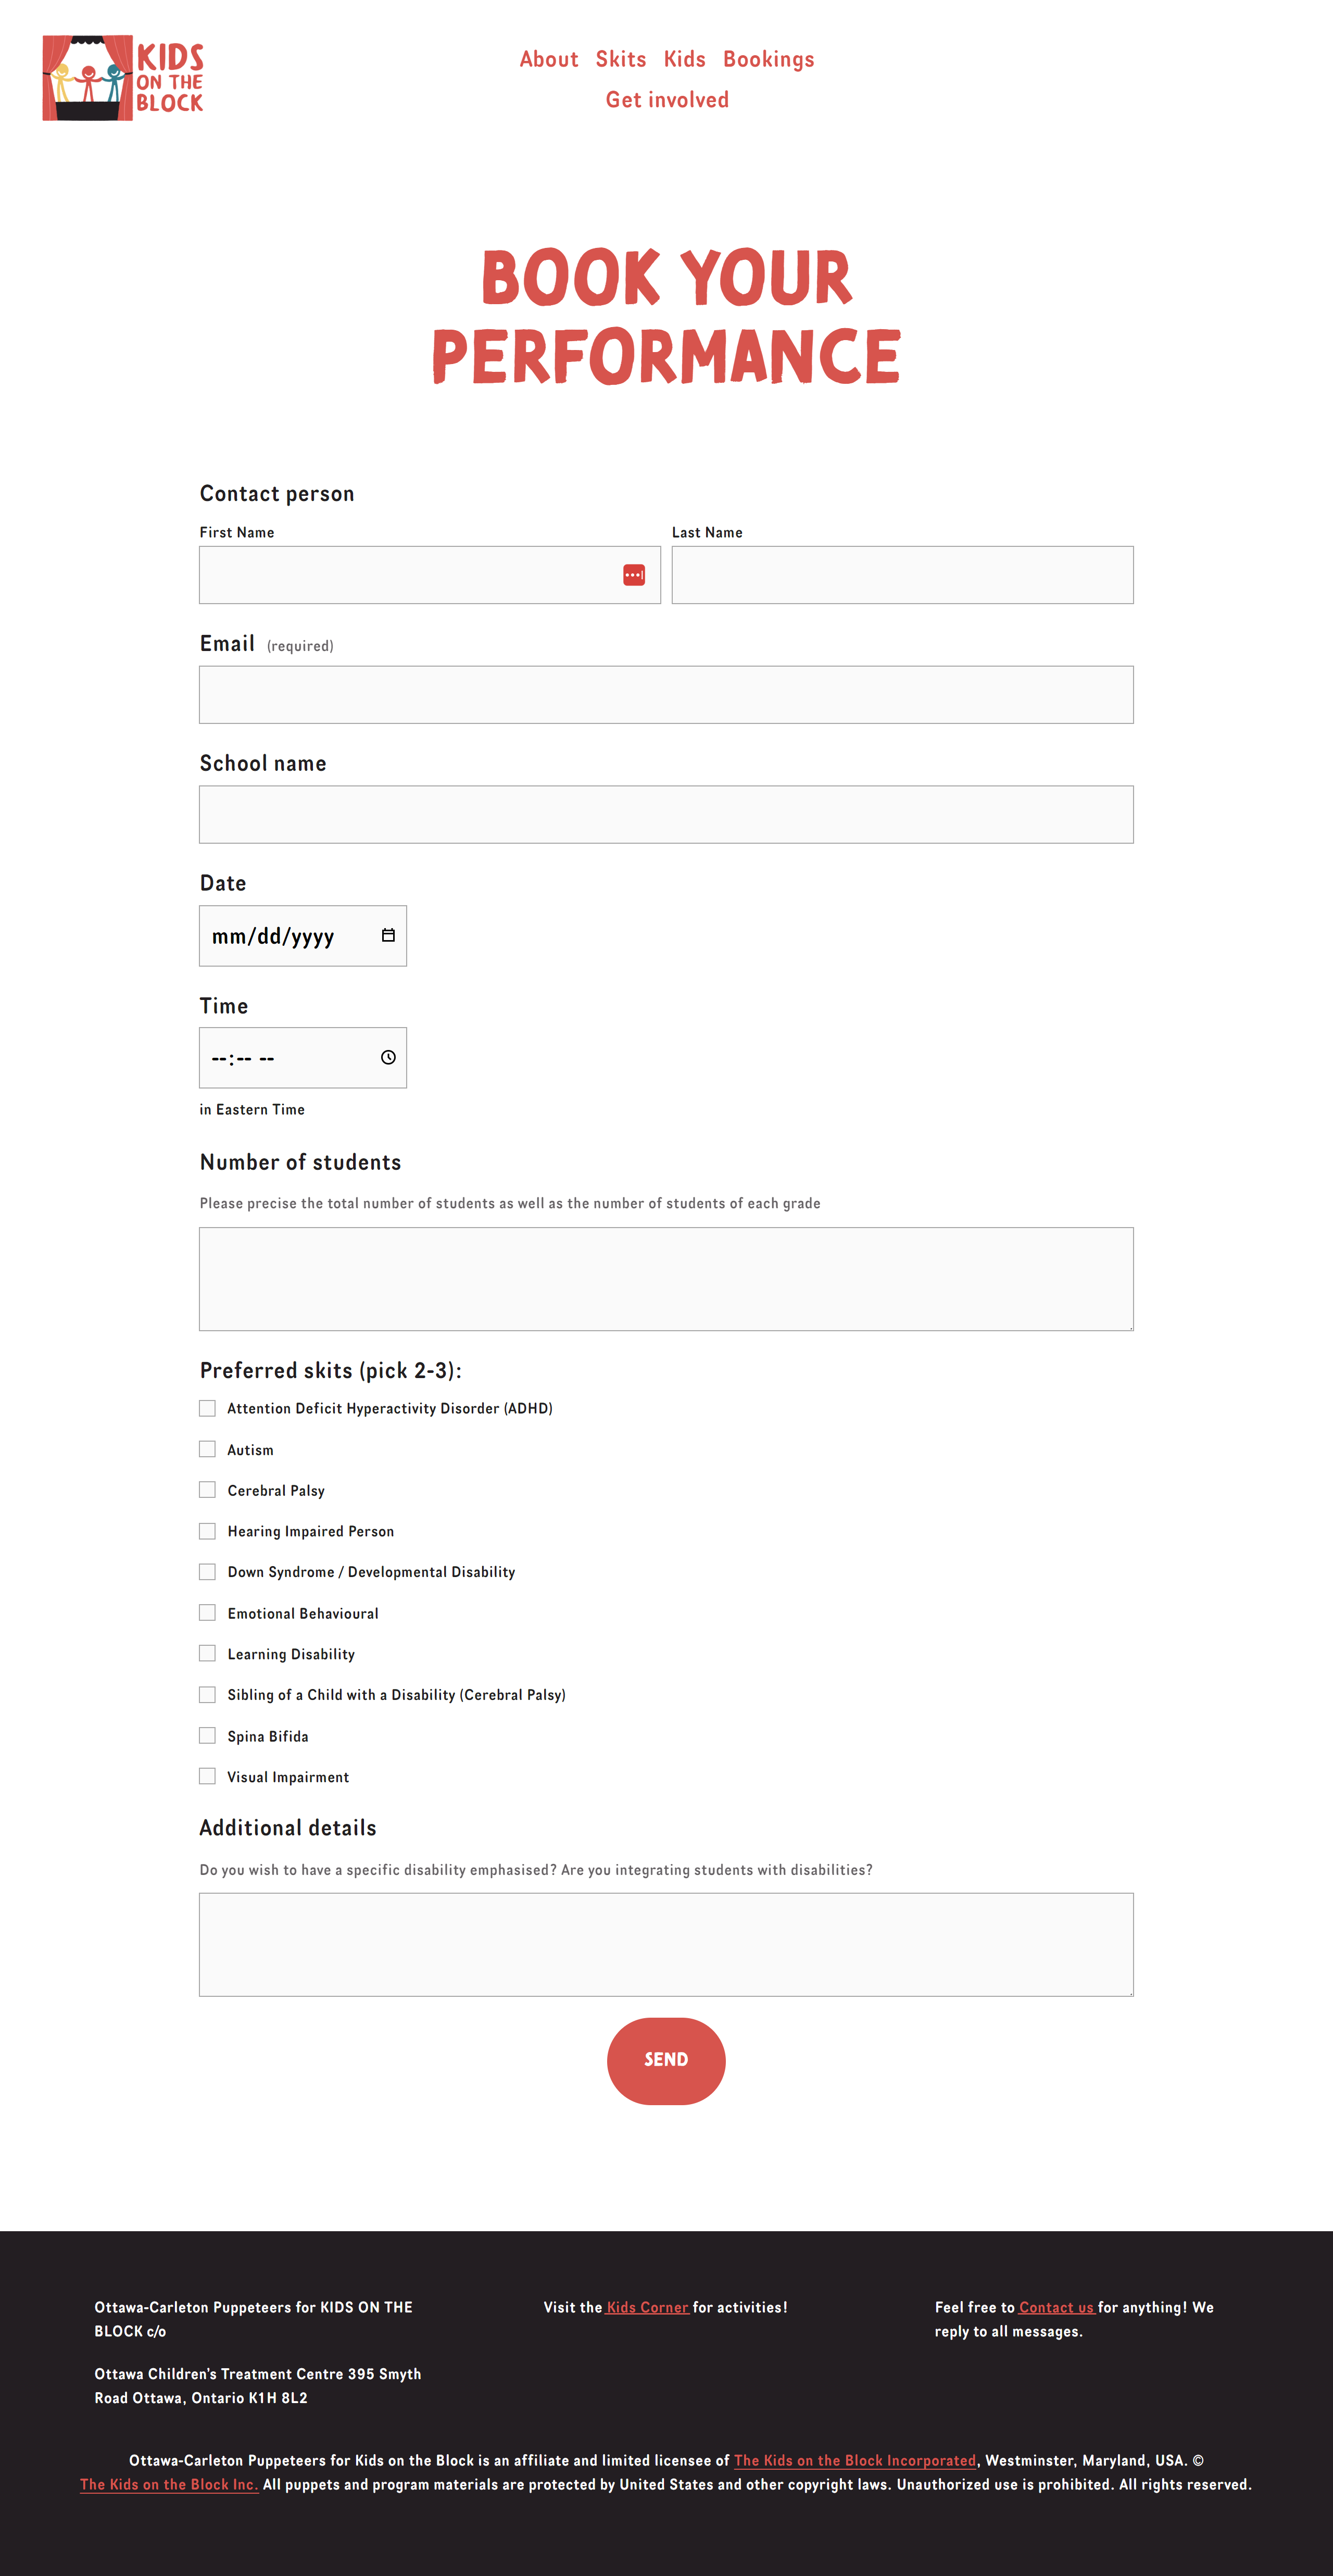 KIDS
ON THE
BLOCK
About Skits Kids Bookings
Get involved
BOOK YOUR
PERFORMANCE
Contact person
First Name
Last Name
Email (required)
School name
Date
mm/dd/yyyy
Time
--:-- --
in Eastern Time
Number of students
Please precise the total number of students as well as the number of students of each grade
Preferred skits (pick 2-3):
Attention Deficit Hyperactivity Disorder (ADHD)
Autism
Cerebral Palsy
Hearing Impaired Person
Down Syndrome / Developmental Disability
Emotional Behavioural
Learning Disability
Sibling of a Child with a Disability (Cerebral Palsy)
Spina Bifida
Visual Impairment
Additional details
Do you wish to have a specific disability emphasised? Are you integrating students with disabilities?
SEND
Ottawa-Carleton Puppeteers for KIDS ON THE
BLOCK c/o
Ottawa Children's Treatment Centre 395 Smyth
Road Ottawa, Ontario K1H 8L2
Visit the Kids Corner for activities!
Feel free to Contact us for anything! We
reply to all messages.
Ottawa-Carleton Puppeteers for Kids on the Block is an affiliate and limited licensee of The Kids on the Block Incorporated, Westminster, Maryland, USA. ©
The Kids on the Block Inc. All puppets and program materials are protected by United States and other copyright laws. Unauthorized use is prohibited. All rights reserved.